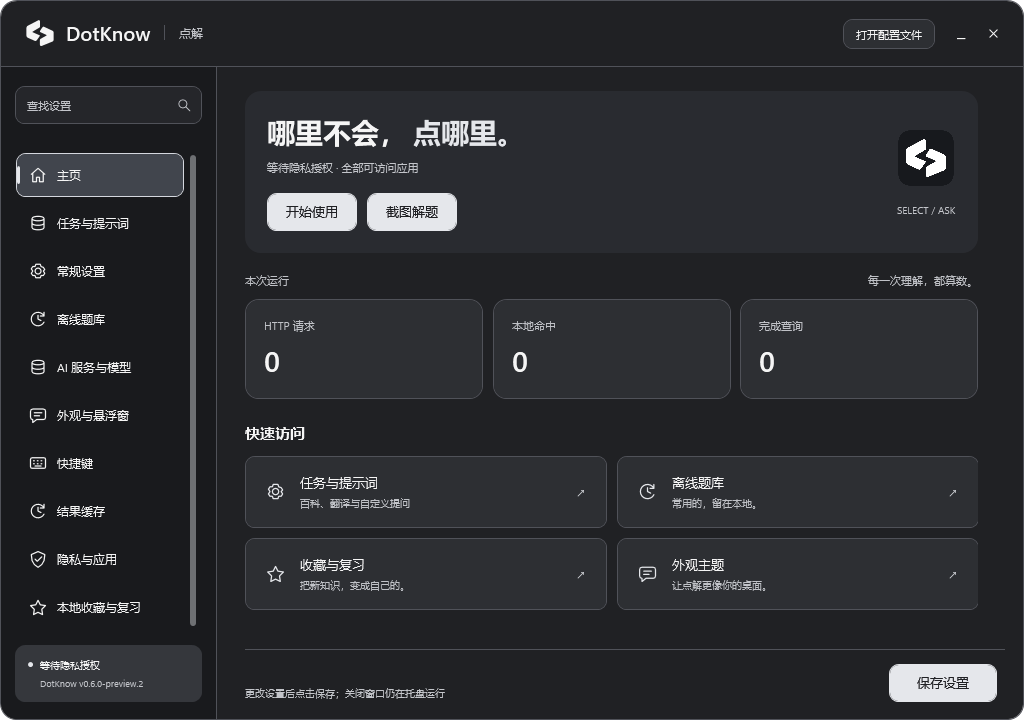 DotKnow 点解
打开配置文件
查找设置
主页
任务与提示词
常规设置
离线题库
AI 服务与模型
外观与悬浮窗
快捷键
结果缓存
隐私与应用
本地收藏与复习
等待隐私授权
DotKnow v0.6.0-preview.2
哪里不会， 点哪里。
等待隐私授权 · 全部可访问应用
开始使用
截图解题
SELECT / ASK
本次运行
每一次理解，都算数。
HTTP 请求
0
本地命中
0
完成查询
0
快速访问
任务与提示词
百科、翻译与自定义提问
离线题库
常用的，留在本地。
收藏与复习
把新知识，变成自己的。
外观主题
让点解更像你的桌面。
更改设置后点击保存；关闭窗口仍在托盘运行
保存设置